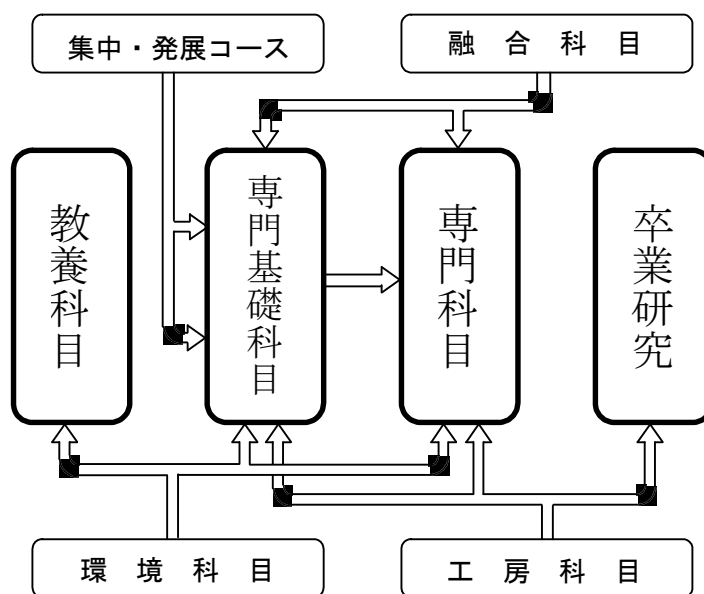 集中・発展コース
融合科目
教養科目
専門基礎科目
専門科目
卒業研究
環境科目
工房科目